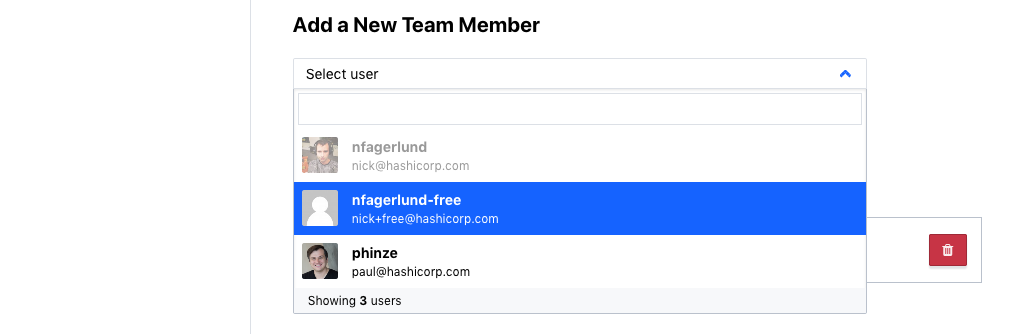 Add a New Team Member
Select user
nfagerlund
nick@hashicorp.com
nfagerlund-free
nick+free@hashicorp.com
phinze
paul@hashicorp.com
Showing 3 users